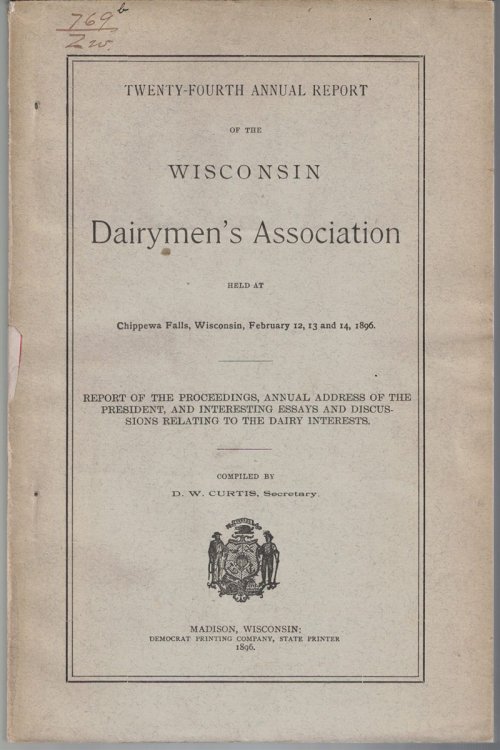 769 b
Zw.
TWENTY-FOURTH ANNUAL REPORT
OF THE
WISCONSIN
Dairymen's Association
HELD AT
Chippewa Falls, Wisconsin, February 12, 13 and 14, 1896.
REPORT OF THE PROCEEDINGS, ANNUAL ADDRESS OF THE
PRESIDENT, AND INTERESTING ESSAYS AND DISCUS-
SIONS RELATING TO THE DAIRY INTERESTS.
COMPILED BY
D. W. CURTIS, Secretary.
MADISON, WISCONSIN:
DEMOCRAT PRINTING COMPANY, STATE PRINTER
1896.